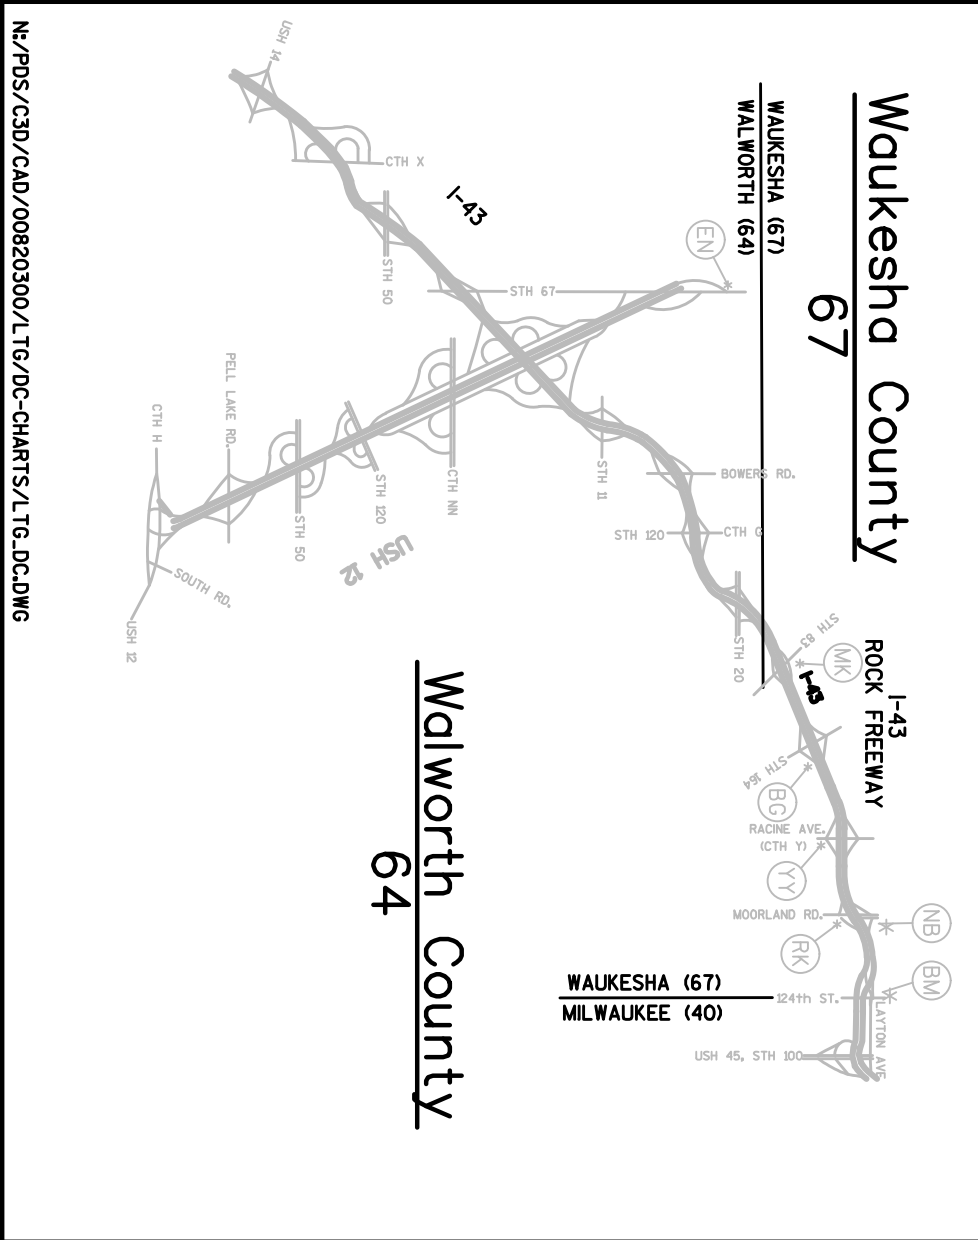 Waukesha County
67
WAUKESHA (67)
WALWORTH (64)
I-43
ROCK FREEWAY
USH 14
CTH X
I-43
STH 50
STH 67
EN
STH 11
BOWERS RD.
STH 120
CTH G
STH 20
STH 83
MK
I-43
STH 164
BG
RACINE AVE.
(CTH Y)
YY
MOORLAND RD.
RK
NB
BM
124th ST.
LAYTON AVE
USH 45, STH 100
WAUKESHA (67)
MILWAUKEE (40)
CTH NN
STH 120
STH 50
PELL LAKE RD.
CTH H
SOUTH RD.
USH 12
USH 12
Walworth County
64
N:/PDS/C3D/CAD/00820300/LTG/DC-CHARTS/LTG_DC.DWG